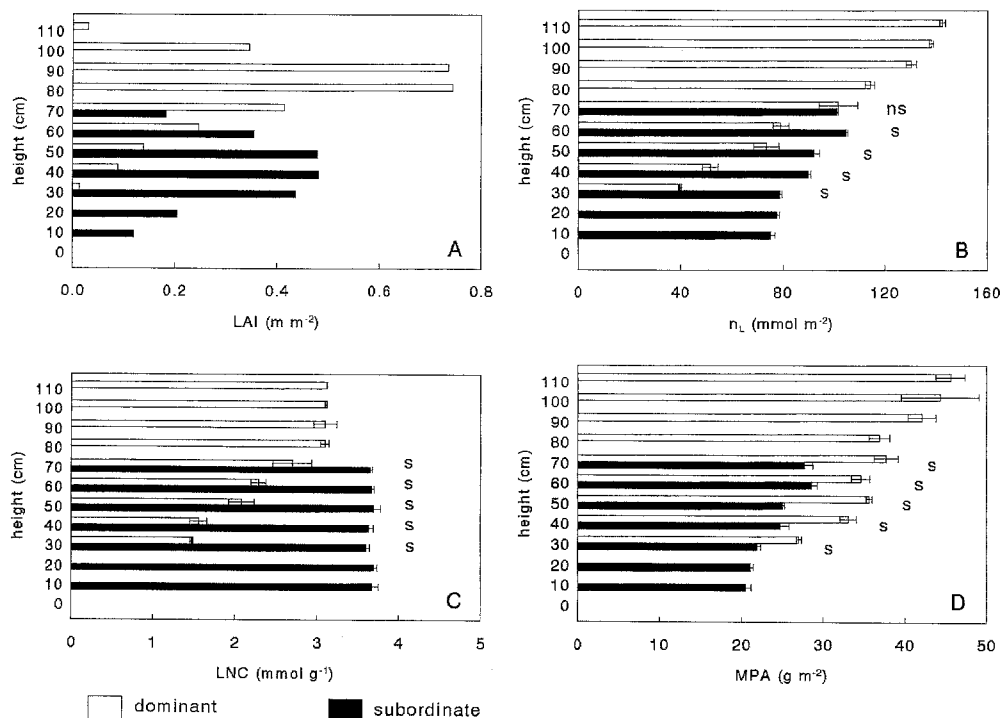 110
100
90
80
70
60
50
40
30
20
10
0
height (cm)
A
0.0 0.2 0.4 0.6 0.8
LAI (m m⁻²)
110
100
90
80
70
60
50
40
30
20
10
0
height (cm)
ns
s
s
s
s
B
0 40 80 120 160
n_L (mmol m⁻²)
110
100
90
80
70
60
50
40
30
20
10
0
height (cm)
s
s
s
s
s
C
0 1 2 3 4 5
LNC (mmol g⁻¹)
110
100
90
80
70
60
50
40
30
20
10
0
height (cm)
s
s
s
s
s
D
0 10 20 30 40 50
MPA (g m⁻²)
dominant subordinate